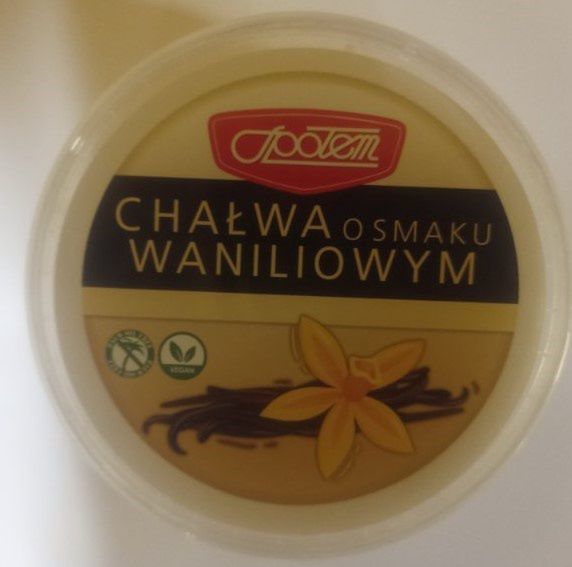 Społem
CHAŁWA O SMAKU
WANILIOWYM
VEGAN